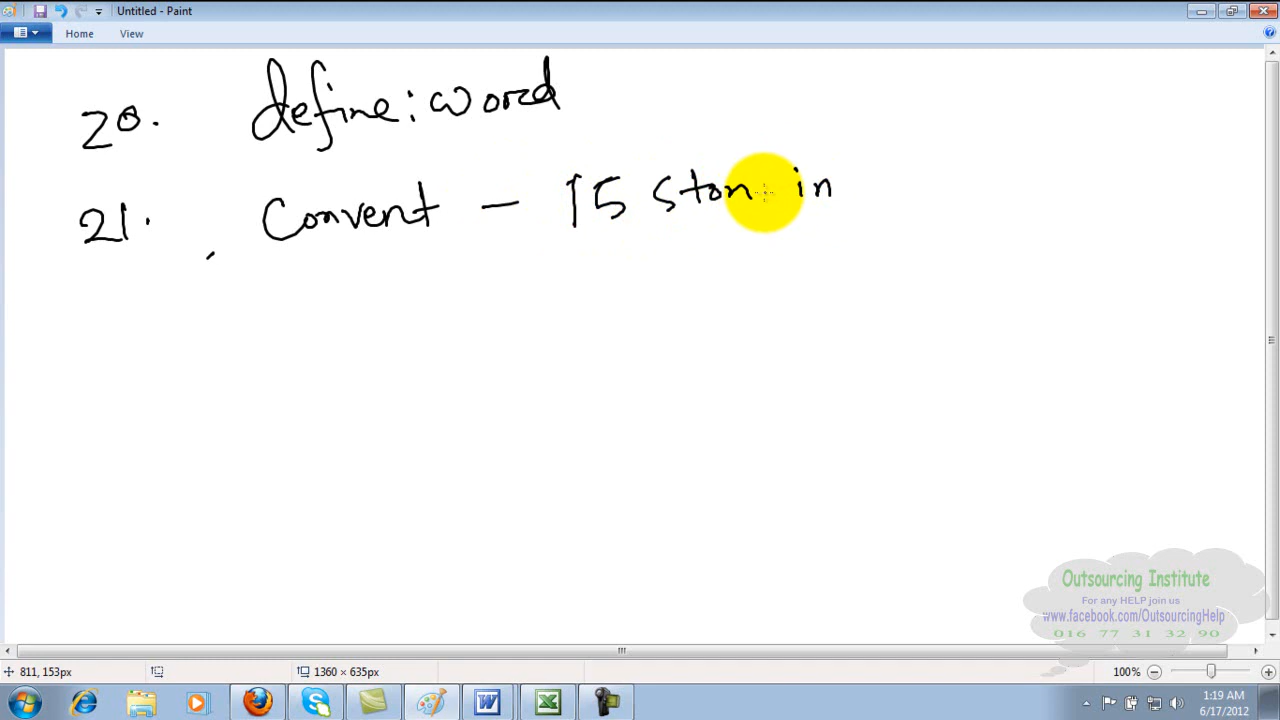 Untitled - Paint
Home View
20. define:word
21. Convent - 15 ston in
Outsourcing Institute
For any HELP join us
www.facebook.com/OutsourcingHelp
016 77 31 32 90
811, 153px
1360 × 635px
100%
1:19 AM
6/17/2012